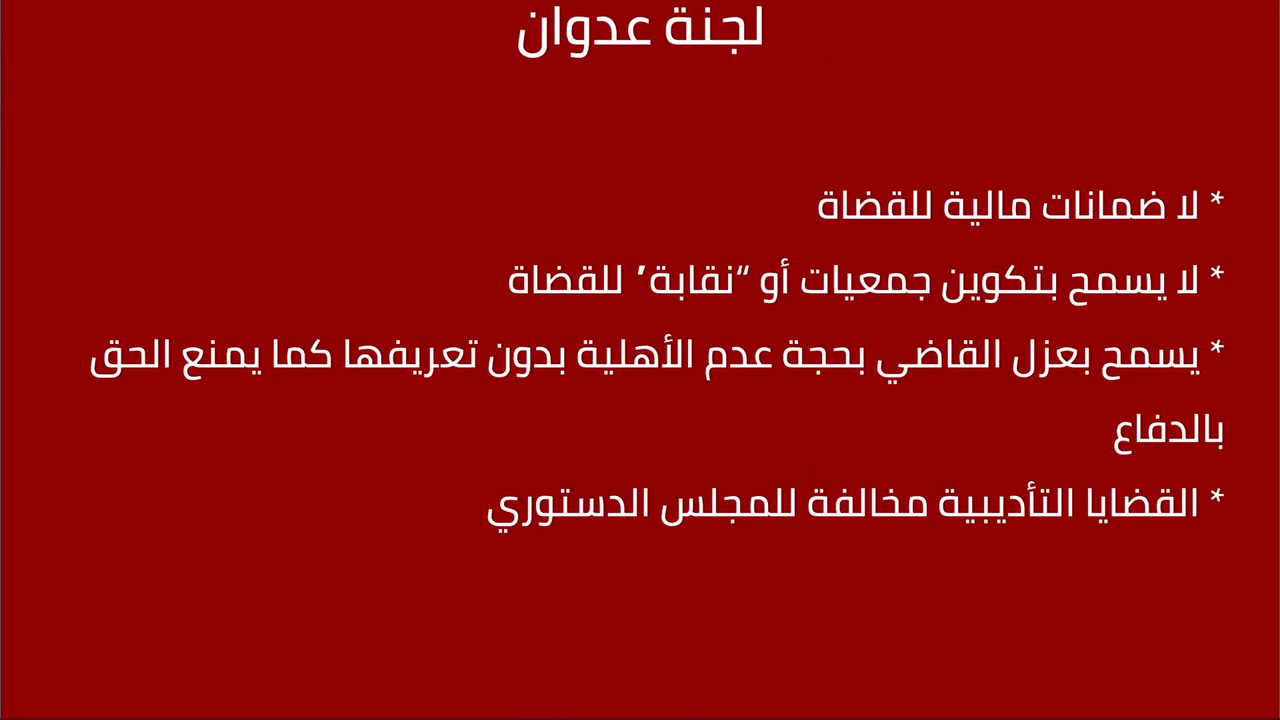 لجنة عدوان
* لا ضمانات مالية للقضاة
* لا يسمح بتكوين جمعيات أو “نقابة’ للقضاة
* يسمح بعزل القاضي بحجة عدم الأهلية بدون تعريفها كما يمنع الحق
بالدفاع
* القضايا التأديبية مخالفة للمجلس الدستوري